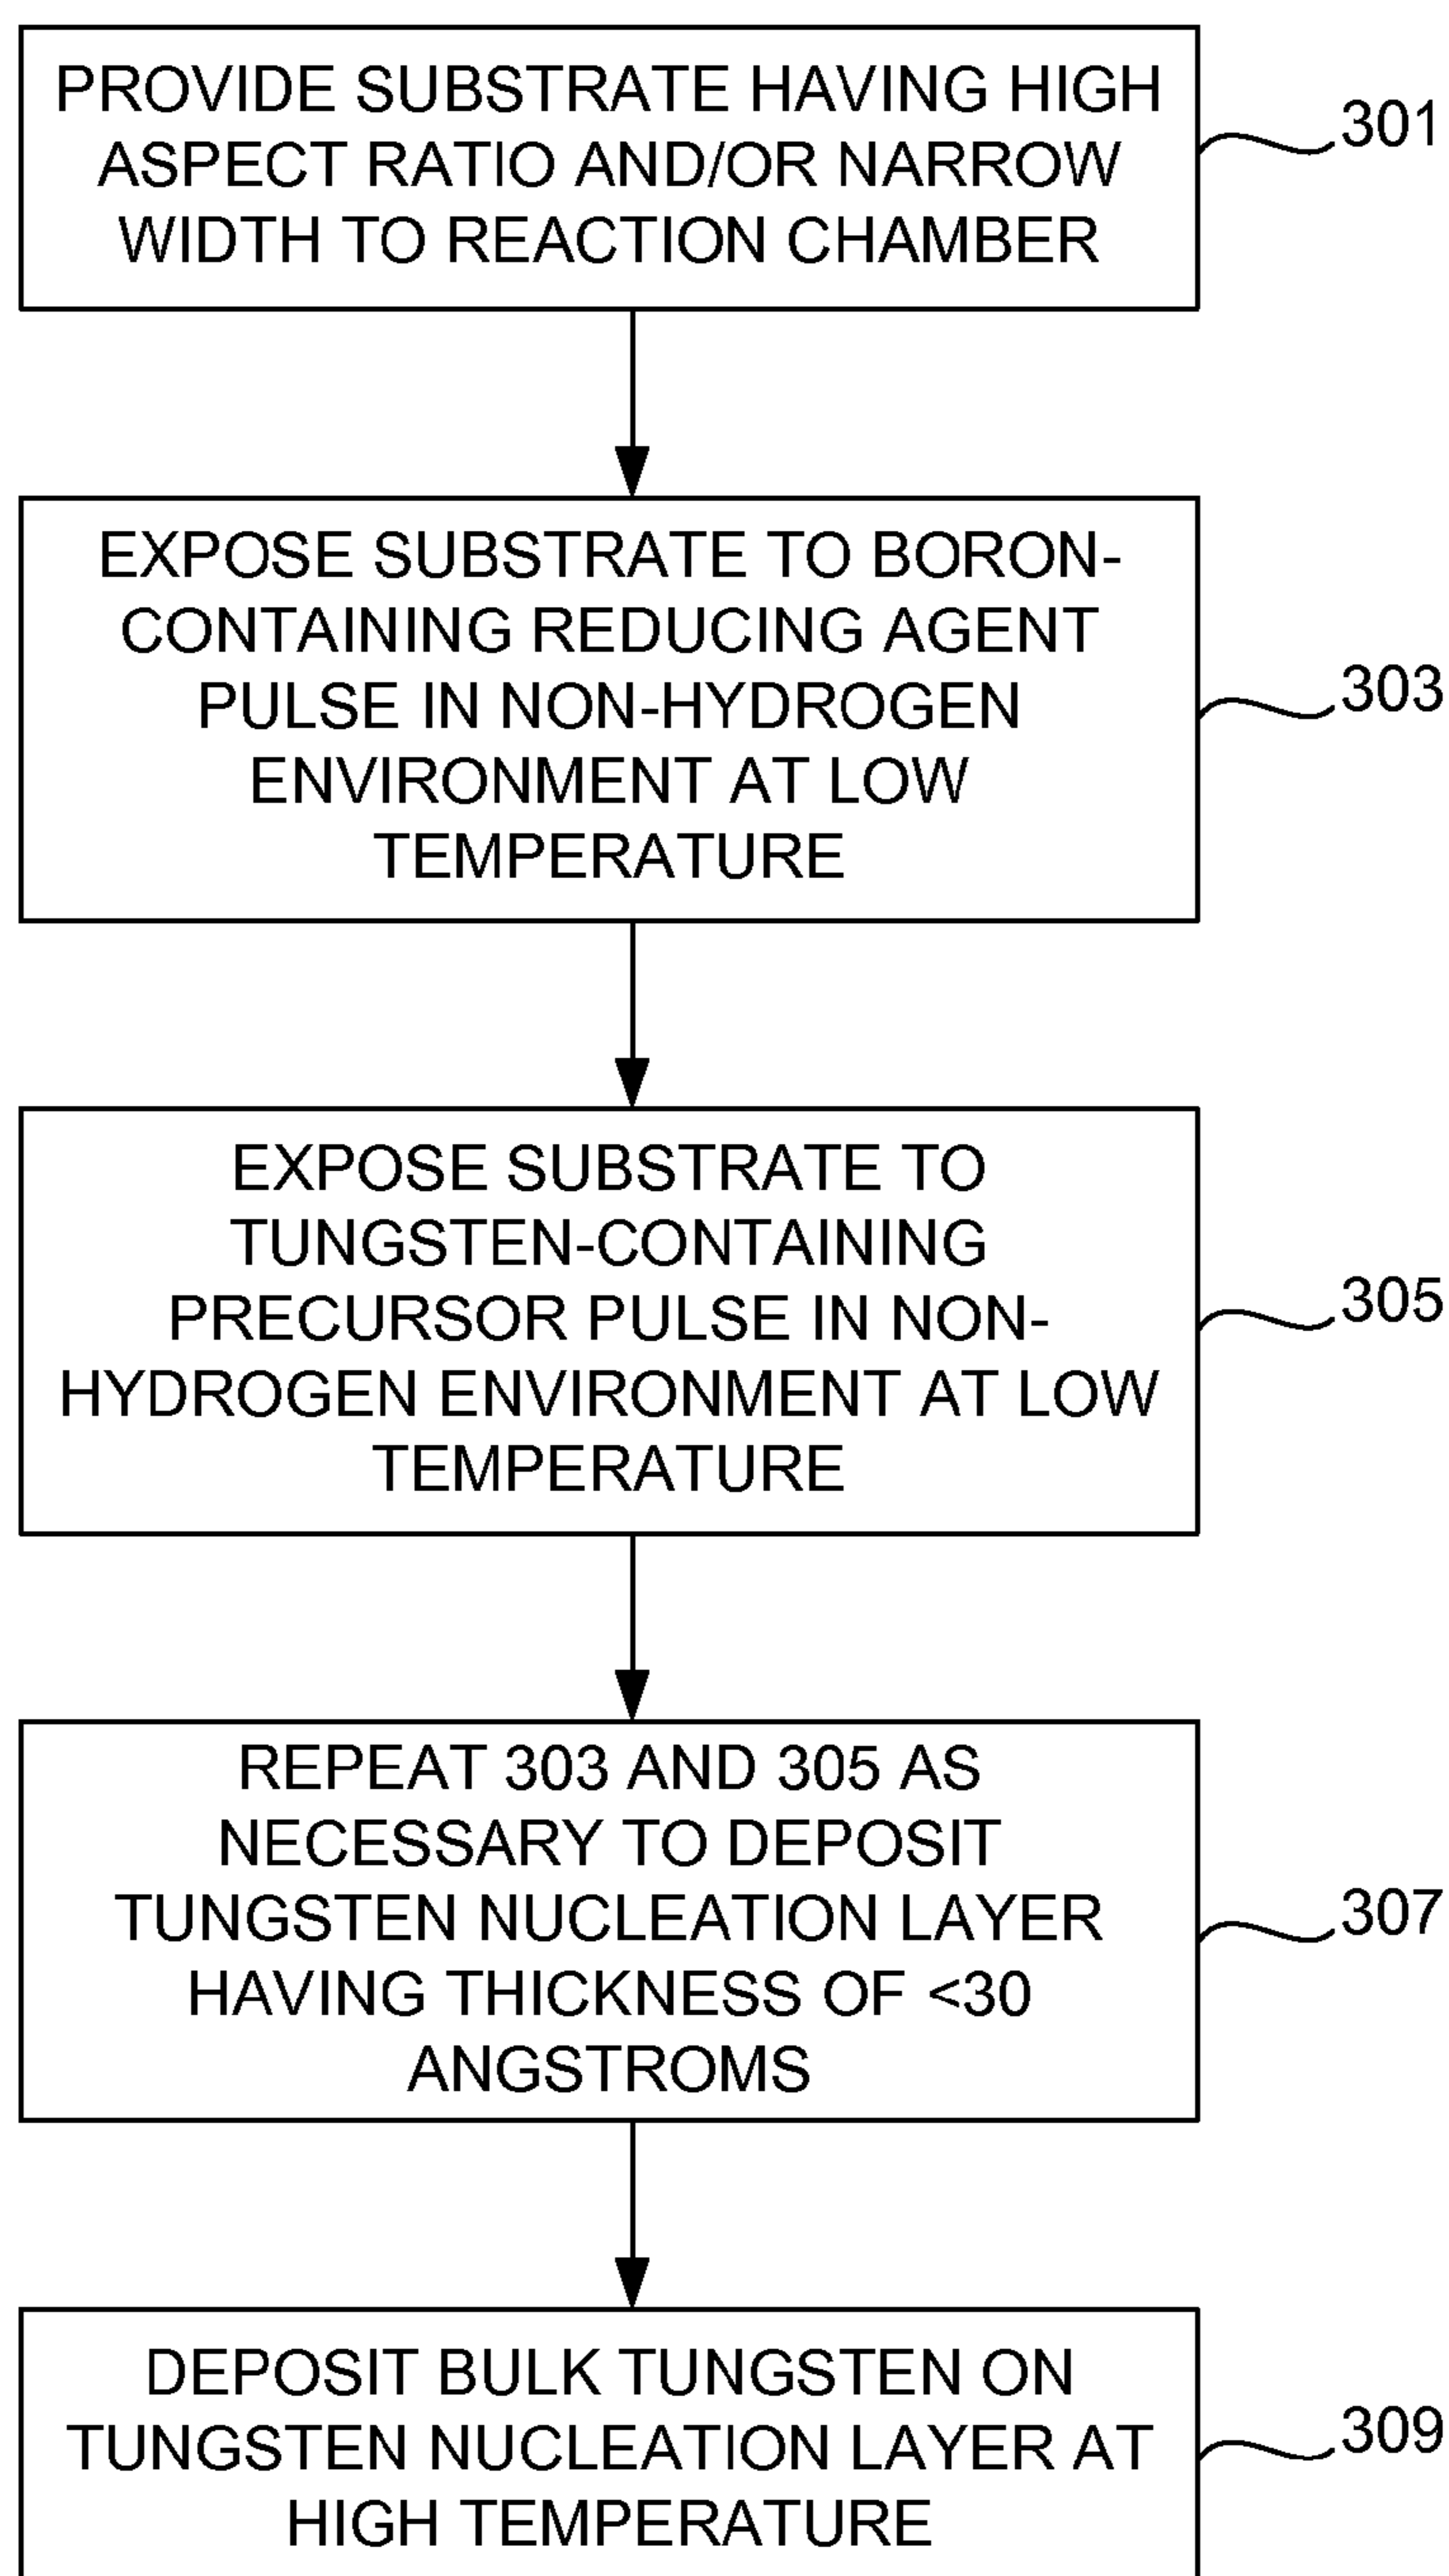 PROVIDE SUBSTRATE HAVING HIGH
ASPECT RATIO AND/OR NARROW
WIDTH TO REACTION CHAMBER
301
EXPOSE SUBSTRATE TO BORON-
CONTAINING REDUCING AGENT
PULSE IN NON-HYDROGEN
ENVIRONMENT AT LOW
TEMPERATURE
303
EXPOSE SUBSTRATE TO
TUNGSTEN-CONTAINING
PRECURSOR PULSE IN NON-
HYDROGEN ENVIRONMENT AT LOW
TEMPERATURE
305
REPEAT 303 AND 305 AS
NECESSARY TO DEPOSIT
TUNGSTEN NUCLEATION LAYER
HAVING THICKNESS OF <30
ANGSTROMS
307
DEPOSIT BULK TUNGSTEN ON
TUNGSTEN NUCLEATION LAYER AT
HIGH TEMPERATURE
309